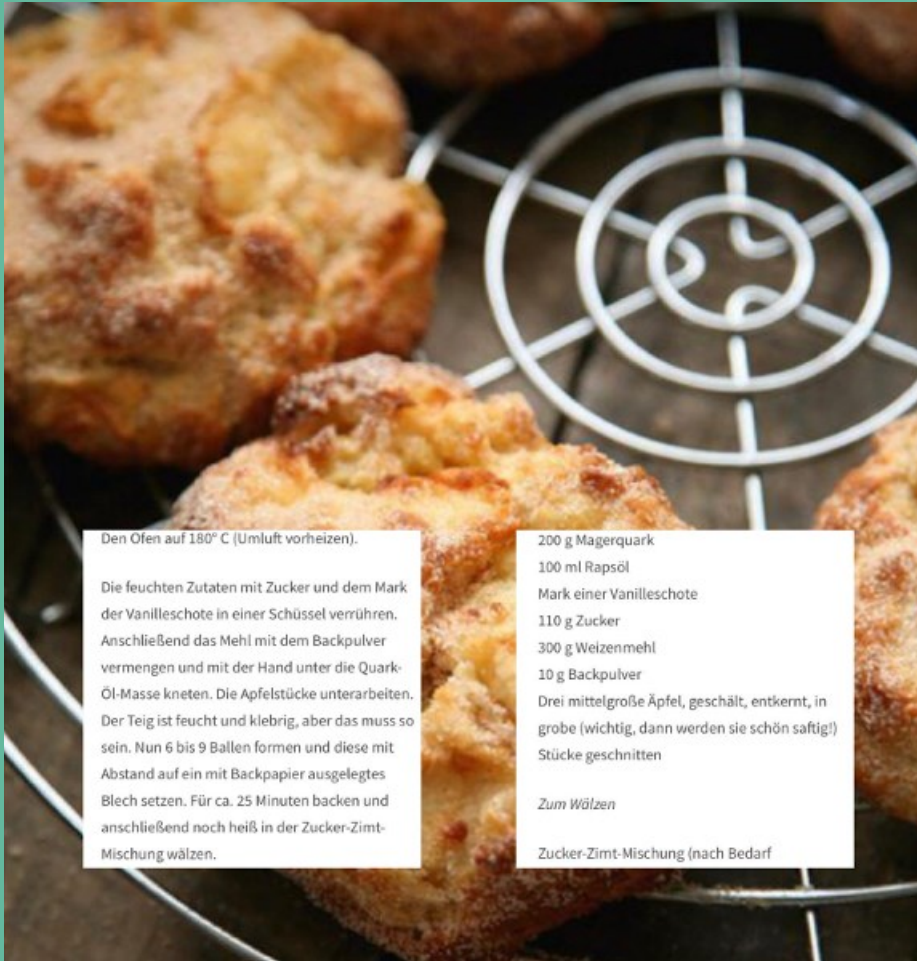 Den Ofen auf 180° C (Umluft vorheizen).
Die feuchten Zutaten mit Zucker und dem Mark
der Vanilleschote in einer Schüssel verrühren.
Anschließend das Mehl mit dem Backpulver
vermengen und mit der Hand unter die Quark-
Öl-Masse kneten. Die Apfelstücke unterarbeiten.
Der Teig ist feucht und klebrig, aber das muss so
sein. Nun 6 bis 9 Ballen formen und diese mit
Abstand auf ein mit Backpapier ausgelegtes
Blech setzen. Für ca. 25 Minuten backen und
anschließend noch heiß in der Zucker-Zimt-
Mischung wälzen.
200 g Magerquark
100 ml Rapsöl
Mark einer Vanilleschote
110 g Zucker
300 g Weizenmehl
10 g Backpulver
Drei mittelgroße Äpfel, geschält, entkernt, in
grobe (wichtig, dann werden sie schön saftig!)
Stücke geschnitten
Zum Wälzen
Zucker-Zimt-Mischung (nach Bedarf